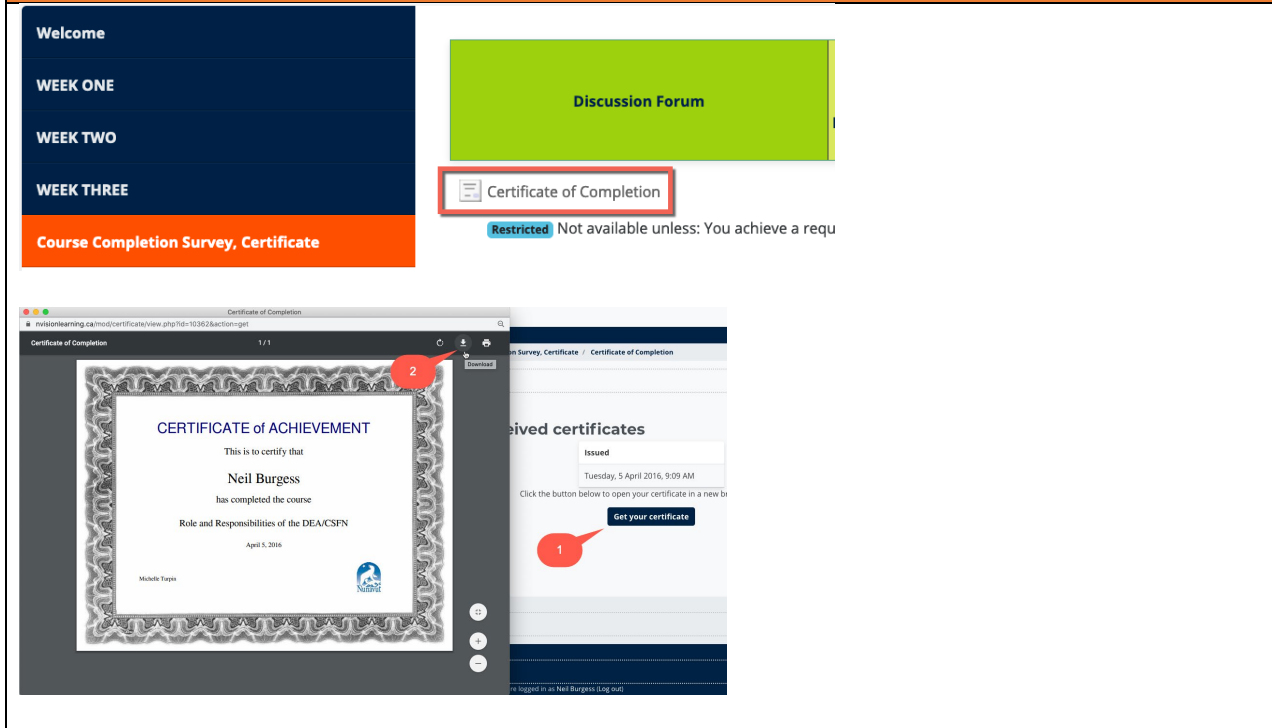 Welcome
WEEK ONE
WEEK TWO
WEEK THREE
Course Completion Survey, Certificate
Discussion Forum
Certificate of Completion
Restricted Not available unless: You achieve a requ
Certificate of Completion
nvisionlearning.ca/mod/certificate/view.php?id=10362&action=get
Certificate of Completion
1 / 1
Download
2
CERTIFICATE of ACHIEVEMENT
This is to certify that
Neil Burgess
has completed the course
Role and Responsibilities of the DEA/CSFN
April 5, 2016
Michelle Turpin
Nunavut
on Survey, Certificate / Certificate of Completion
eived certificates
Issued
Tuesday, 5 April 2016, 9:09 AM
Click the button below to open your certificate in a new br
Get your certificate
1
re logged in as Neil Burgess (Log out)